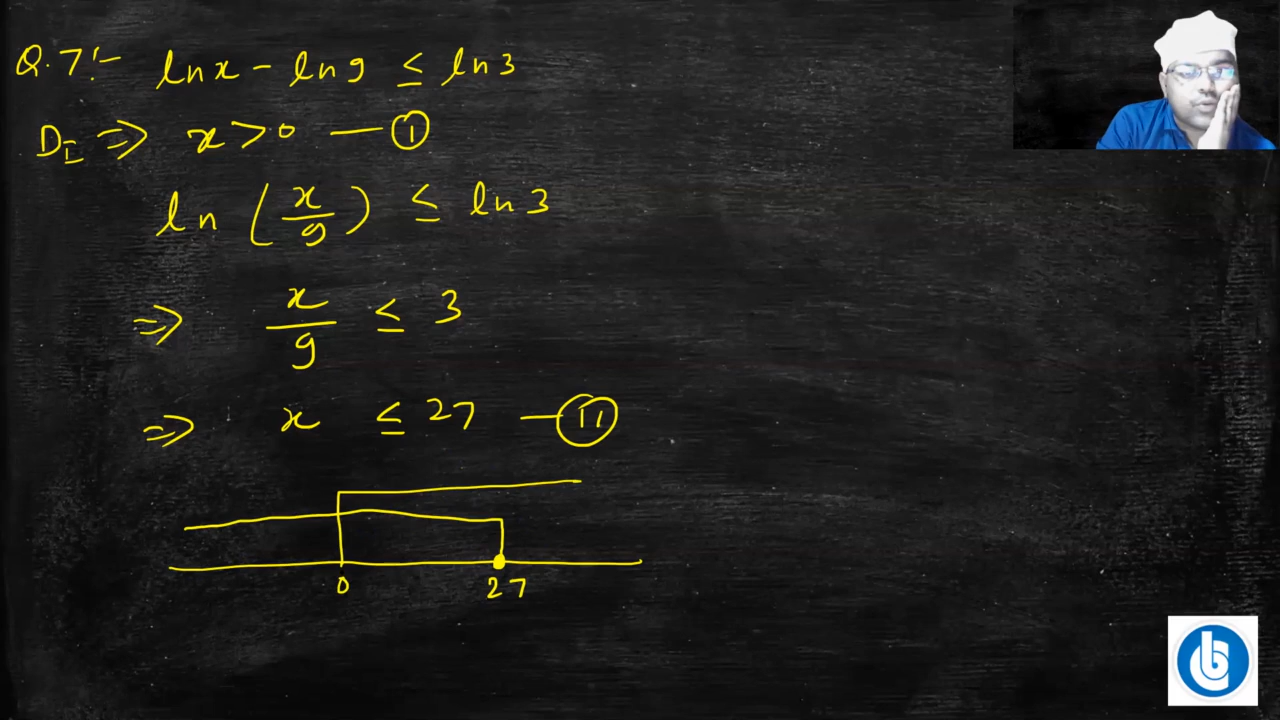 Q.7:- ln x - ln 9 ≤ ln 3
D_I ⇒ x > 0 — (I)
ln (x/9) ≤ ln 3
⇒ x/9 ≤ 3
⇒ x ≤ 27 — (II)
0 27